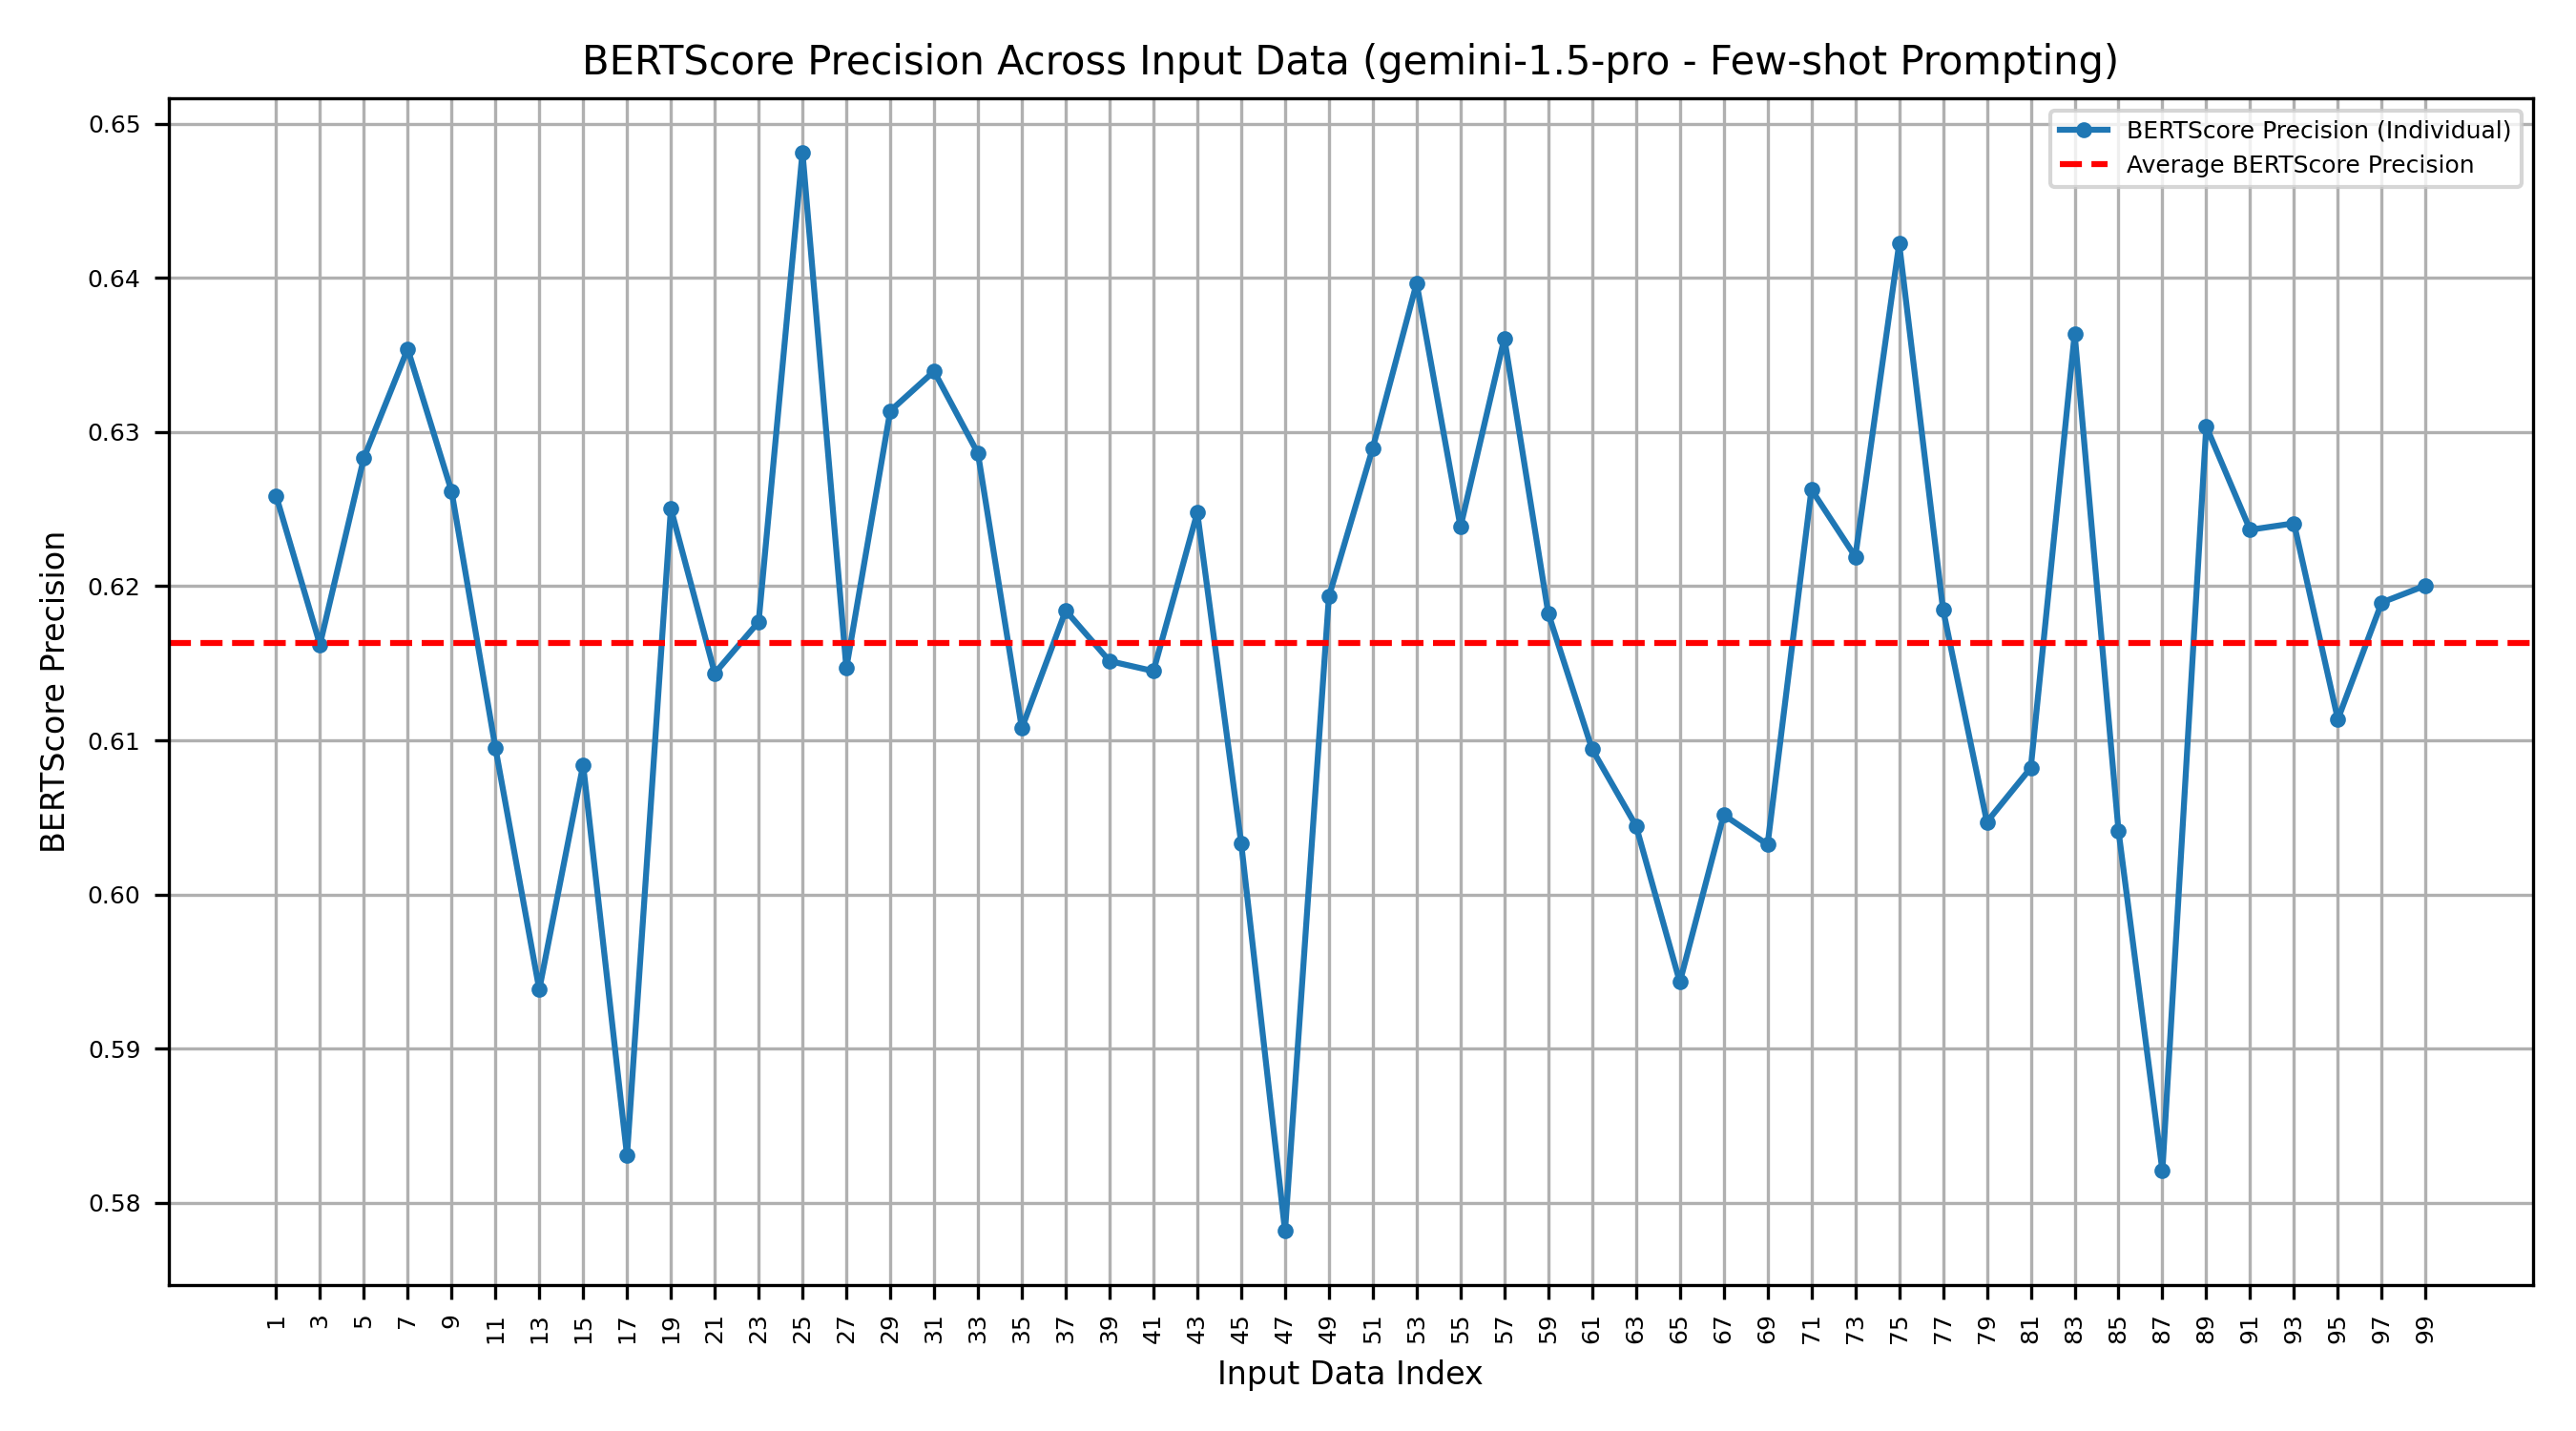 BERTScore Precision Across Input Data (gemini-1.5-pro - Few-shot Prompting)
BERTScore Precision (Individual)
Average BERTScore Precision
BERTScore Precision
0.65
0.64
0.63
0.62
0.61
0.60
0.59
0.58
1 3 5 7 9 11 13 15 17 19 21 23 25 27 29 31 33 35 37 39 41 43 45 47 49 51 53 55 57 59 61 63 65 67 69 71 73 75 77 79 81 83 85 87 89 91 93 95 97 99
Input Data Index